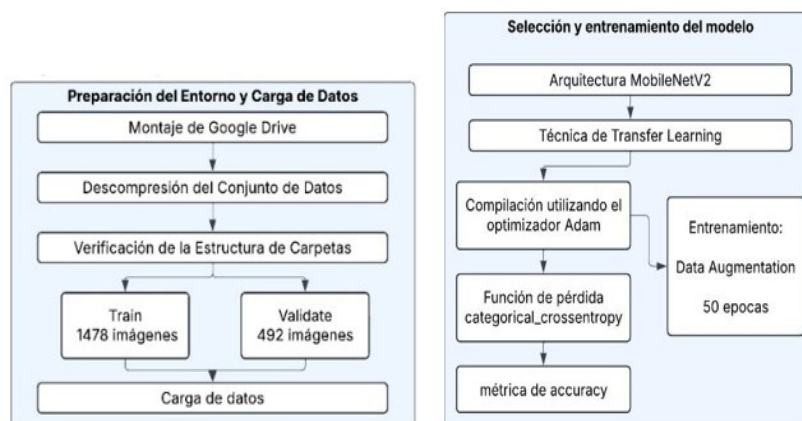 Preparación del Entorno y Carga de Datos
Montaje de Google Drive
Descompresión del Conjunto de Datos
Verificación de la Estructura de Carpetas
Train
1478 imágenes
Validate
492 imágenes
Carga de datos
Selección y entrenamiento del modelo
Arquitectura MobileNetV2
Técnica de Transfer Learning
Compilación utilizando el
optimizador Adam
Entrenamiento:
Data Augmentation
50 epocas
Función de pérdida
categorical_crossentropy
métrica de accuracy